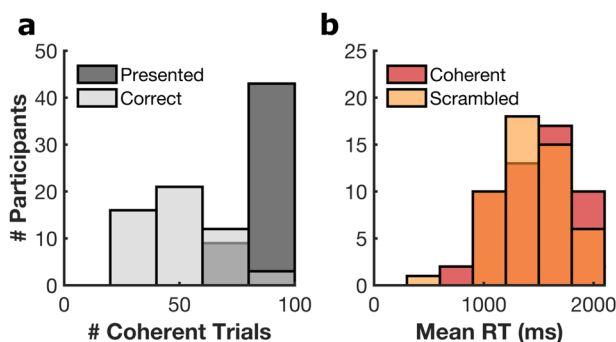 a
50
40
30
20
10
0
# Participants
Presented
Correct
0
50
100
# Coherent Trials
b
25
20
15
10
5
0
Coherent
Scrambled
0
1000
2000
Mean RT (ms)